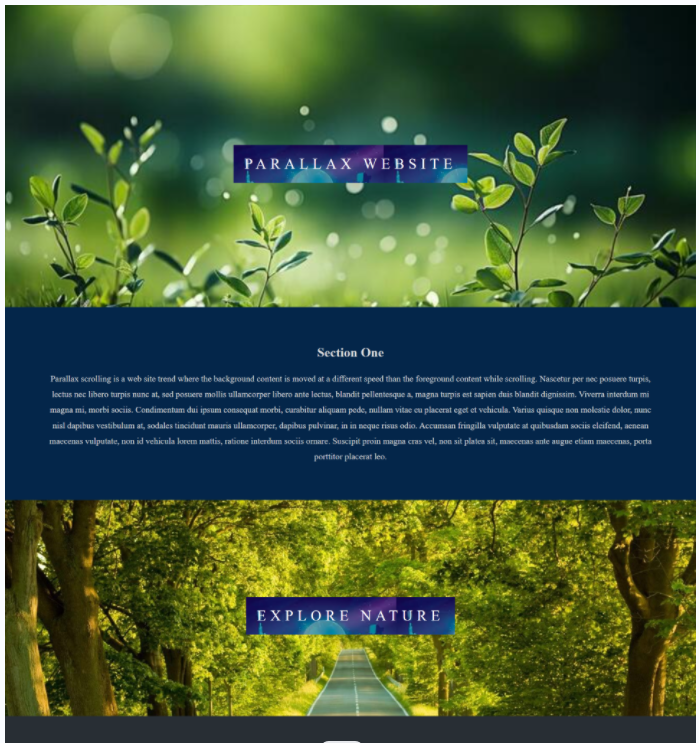 PARALLAX WEBSITE
Section One
Parallax scrolling is a web site trend where the background content is moved at a different speed than the foreground content while scrolling. Nascetur per nec posuere turpis,
lectus nec libero turpis nunc at, sed posuere mollis ullamcorper libero ante lectus, blandit pellentesque a, magna turpis est sapien duis blandit dignissim. Viverra interdum mi
magna mi, morbi sociis. Condimentum dui ipsum consequat morbi, curabitur aliquam pede, nullam vitae eu placerat eget et vehicula. Varius quisque non molestie dolor, nunc
nisl dapibus vestibulum at, sodales tincidunt mauris ullamcorper, dapibus pulvinar, in in neque risus odio. Accumsan fringilla vulputate at quibusdam sociis eleifend, aenean
maecenas vulputate, non id vehicula lorem mattis, ratione interdum sociis ornare. Suscipit proin magna cras vel, non sit platea sit, maecenas ante augue etiam maecenas, porta
porttitor placerat leo.
EXPLORE NATURE